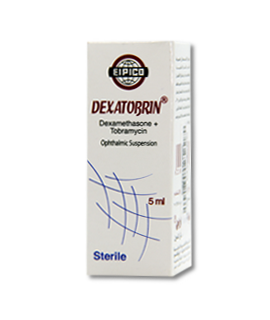 EIPICO
DEXATOBRIN®
Dexamethasone +
Tobramycin
Ophthalmic Suspension
5 ml
Sterile